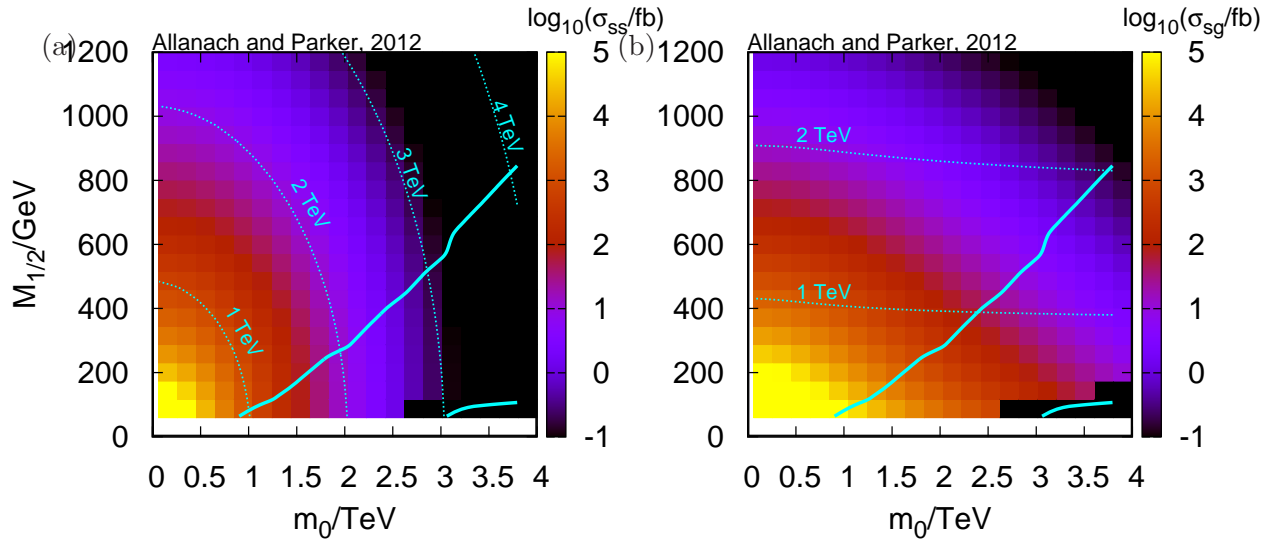 log10(σss/fb)
(a)
Allanach and Parker, 2012
1200
1000
800
600
400
200
0
M1/2/GeV
0 0.5 1 1.5 2 2.5 3 3.5 4
m0/TeV
1 TeV
2 TeV
3 TeV
4 TeV
5
4
3
2
1
0
-1
log10(σsg/fb)
(b)
Allanach and Parker, 2012
1200
1000
800
600
400
200
0
0 0.5 1 1.5 2 2.5 3 3.5 4
m0/TeV
2 TeV
1 TeV
5
4
3
2
1
0
-1